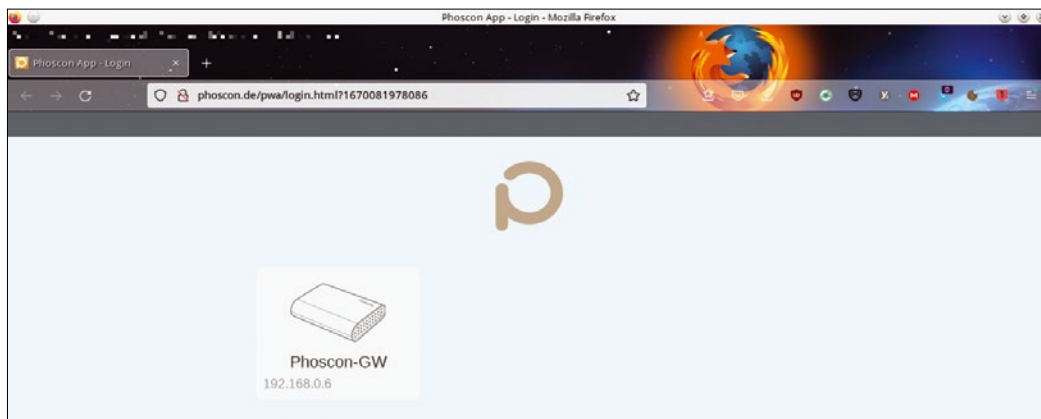 Phoscon App - Login - Mozilla Firefox
Phoscon App - Login
phoscon.de/pwa/login.html?1670081978086
Phoscon-GW
192.168.0.6